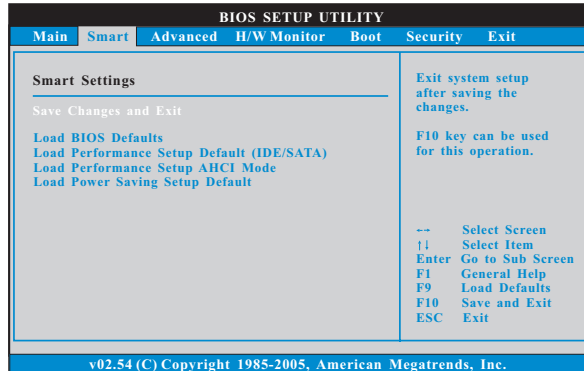 BIOS SETUP UTILITY
Main Smart Advanced H/W Monitor Boot Security Exit
Smart Settings
Save Changes and Exit
Load BIOS Defaults
Load Performance Setup Default (IDE/SATA)
Load Performance Setup AHCI Mode
Load Power Saving Setup Default
Exit system setup
after saving the
changes.
F10 key can be used
for this operation.
←→ Select Screen
↑↓ Select Item
Enter Go to Sub Screen
F1 General Help
F9 Load Defaults
F10 Save and Exit
ESC Exit
v02.54 (C) Copyright 1985-2005, American Megatrends, Inc.